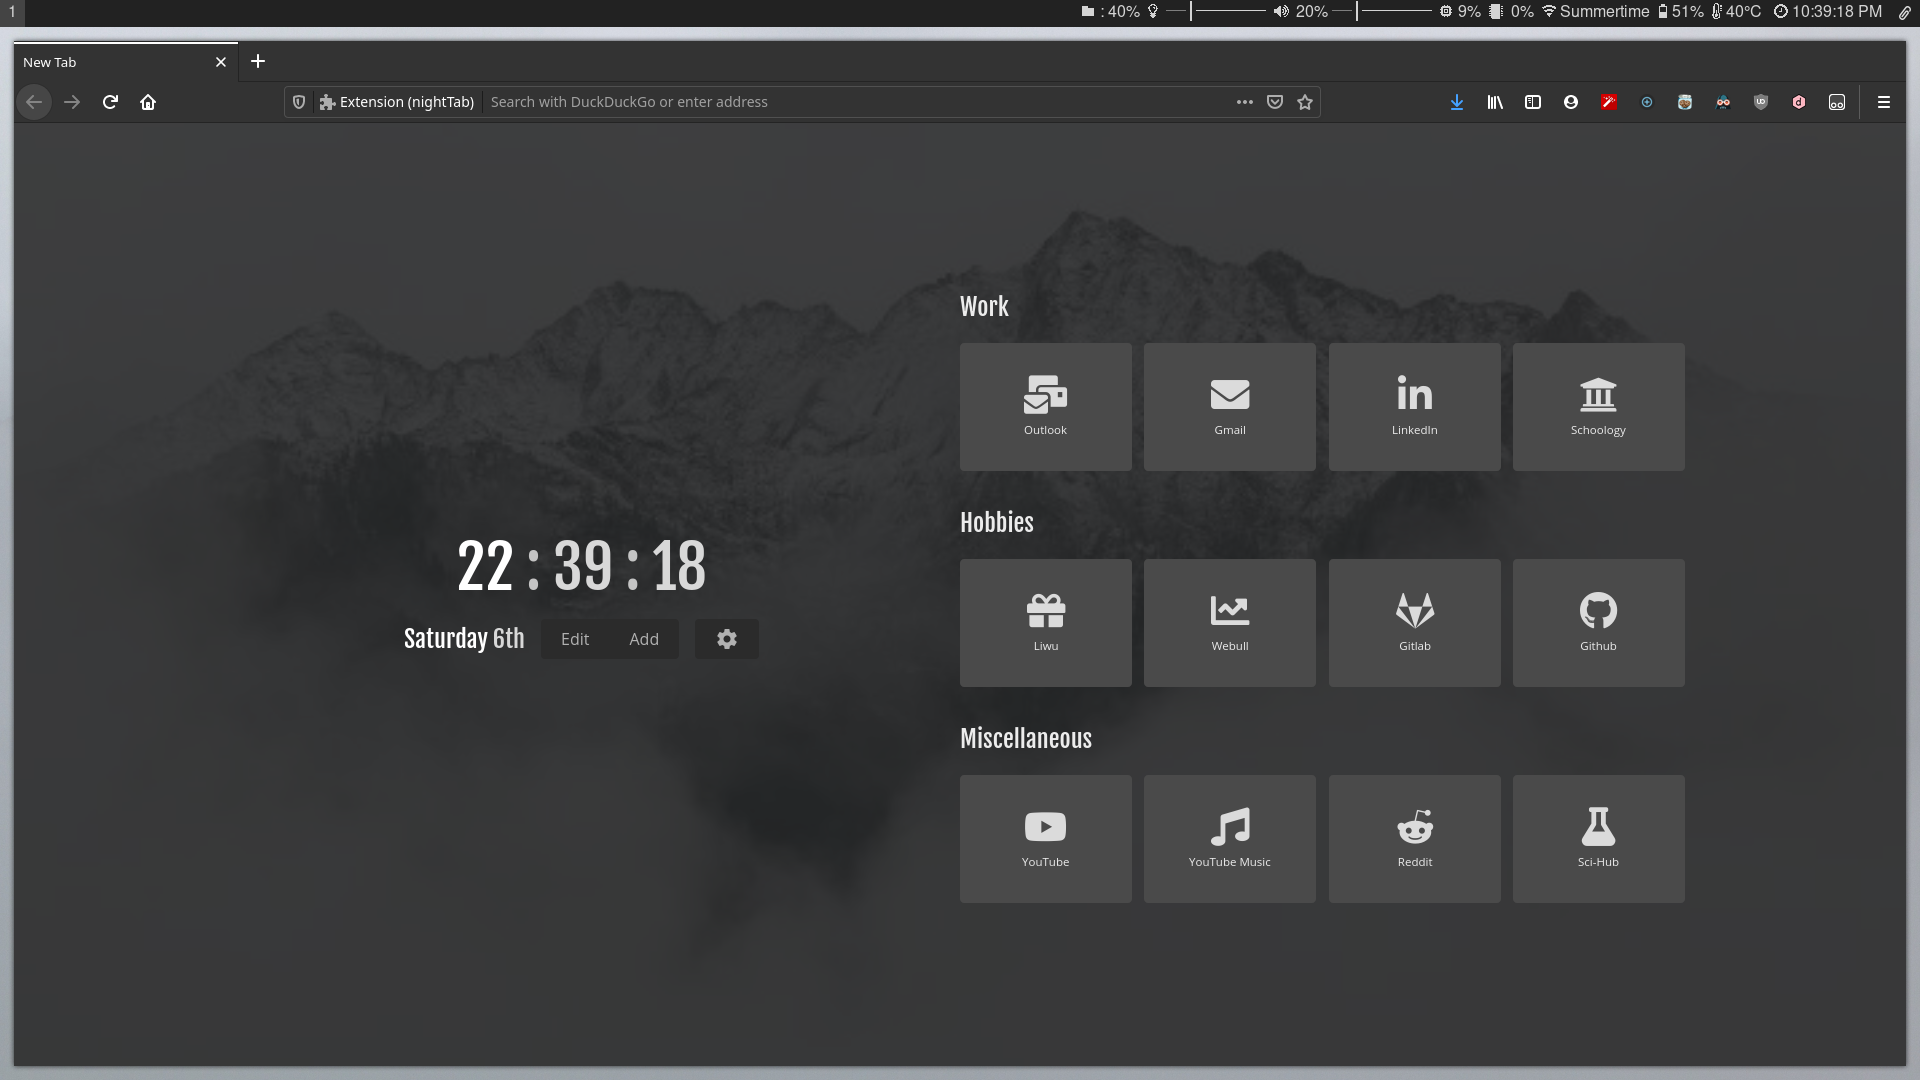 1
: 40%
20%
9%
0%
Summertime
51%
40°C
10:39:18 PM
New Tab
Extension (nightTab)
Search with DuckDuckGo or enter address
Work
Outlook
Gmail
LinkedIn
Schoology
22 : 39 : 18
Saturday 6th
Edit
Add
Hobbies
Liwu
Webull
Gitlab
Github
Miscellaneous
YouTube
YouTube Music
Reddit
Sci-Hub